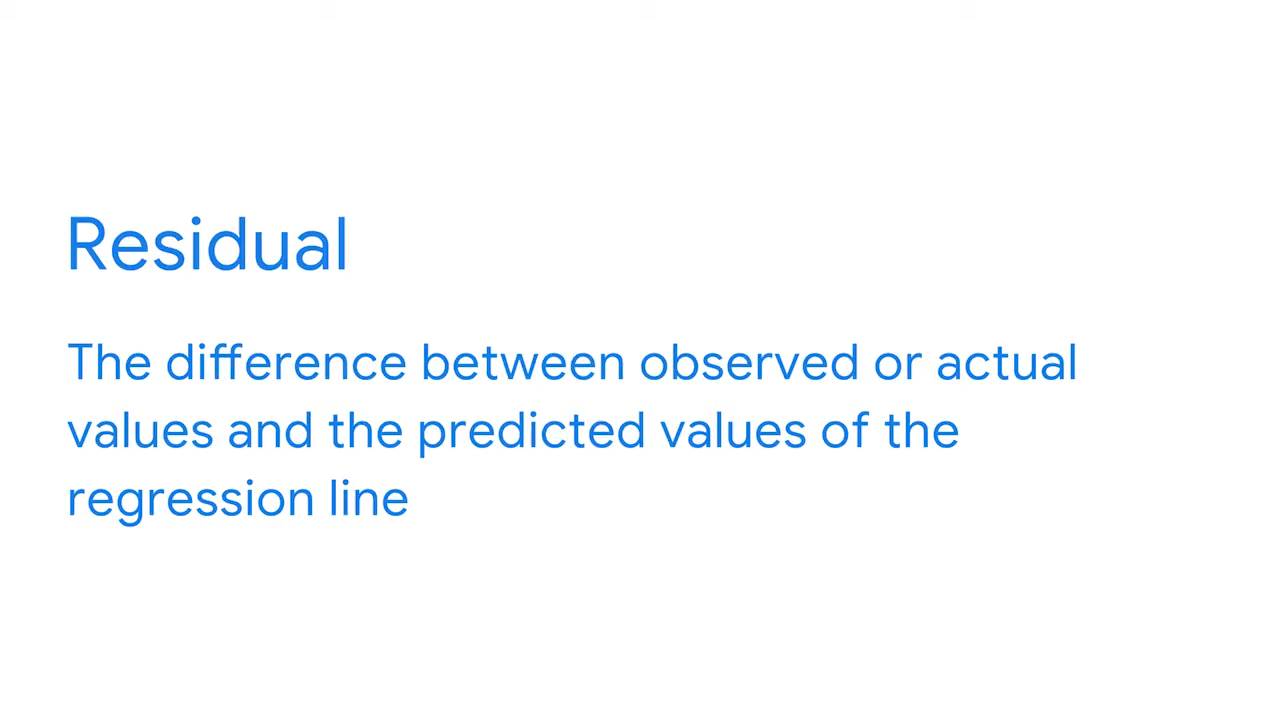 Residual
The difference between observed or actual
values and the predicted values of the
regression line